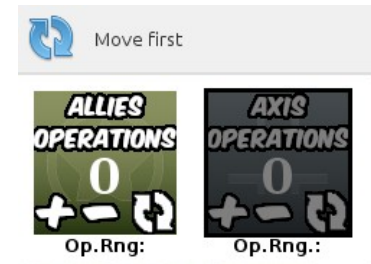 Move first
ALLIES AXIS
OPERATIONS OPERATIONS
0 0
Op.Rng: Op.Rng.: